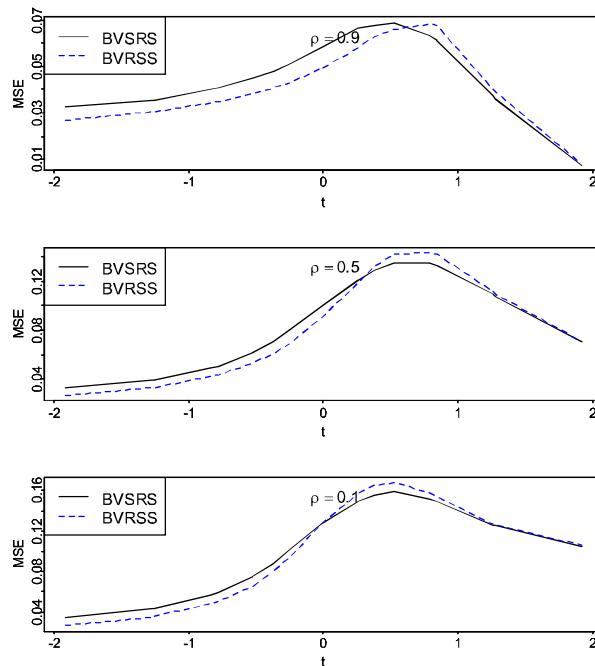 0.07
0.05
0.03
0.01
MSE
BVSRS
BVRSS
ρ = 0.9
-2
-1
0
1
2
t
0.12
0.08
0.04
MSE
BVSRS
BVRSS
ρ = 0.5
-2
-1
0
1
2
t
0.16
0.12
0.08
0.04
MSE
BVSRS
BVRSS
ρ = 0.1
-2
-1
0
1
2
t